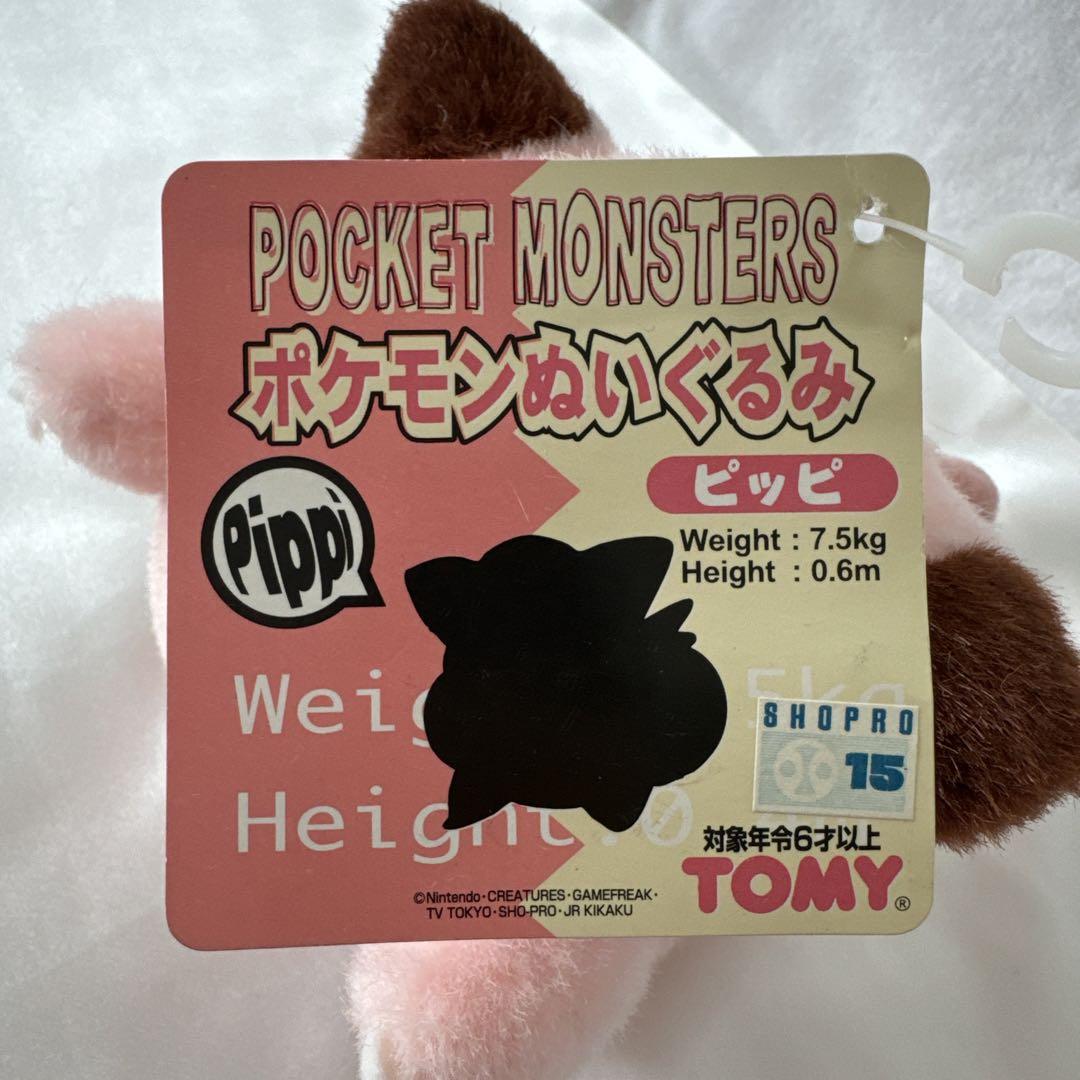 POCKET MONSTERS
ポケモンぬいぐるみ
ピッピ
Pippi
Weight : 7.5kg
Height : 0.6m
5kg
Height:0
SHOPRO
15
対象年令6才以上
TOMY®
©Nintendo・CREATURES・GAMEFREAK・
TV TOKYO・SHO-PRO・JR KIKAKU